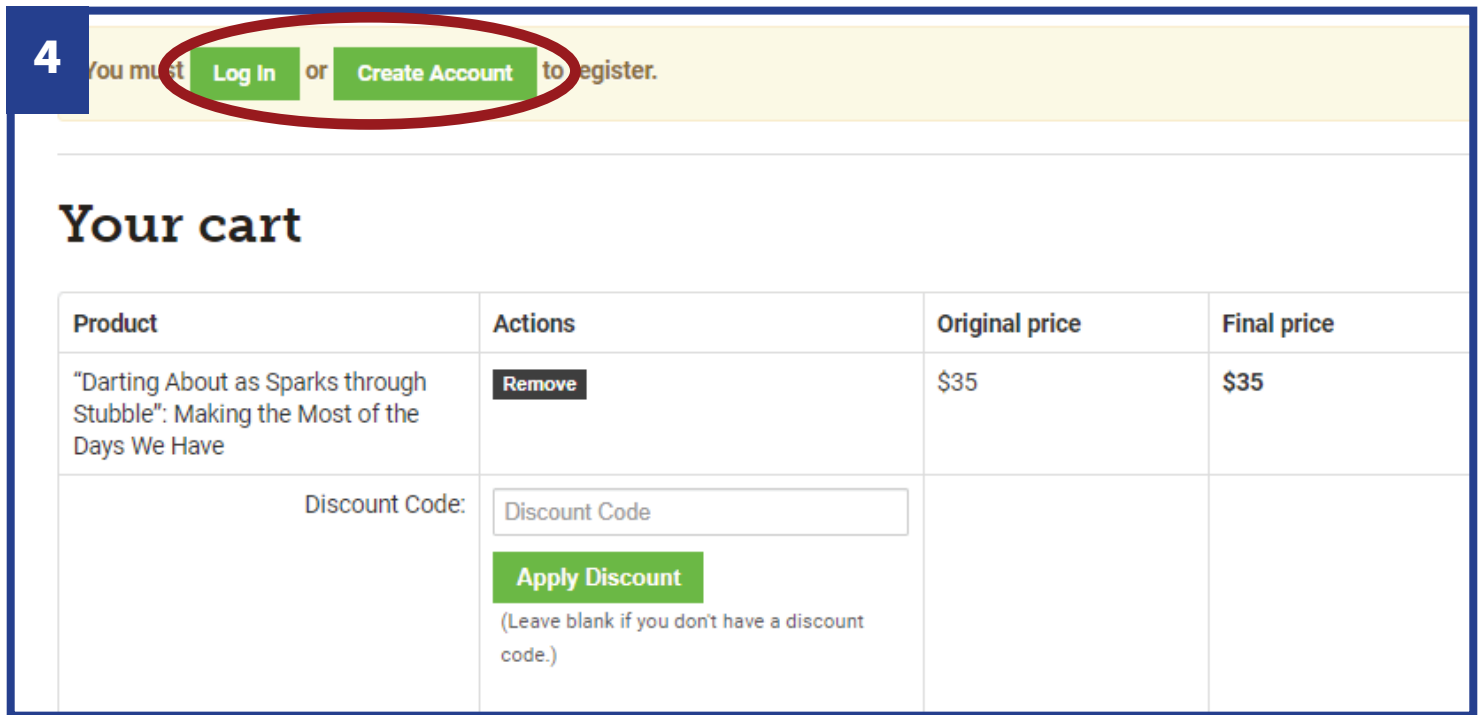 4
You must Log In or Create Account to register.
Your cart
Product Actions Original price Final price
“Darting About as Sparks through Remove $35 $35
Stubble”: Making the Most of the
Days We Have
Discount Code: Discount Code
Apply Discount
(Leave blank if you don't have a discount
code.)